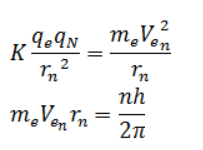 K q_e q_N / r_n^2 = m_e V_{e_n}^2 / r_n
m_e V_{e_n} r_n = nh / 2π